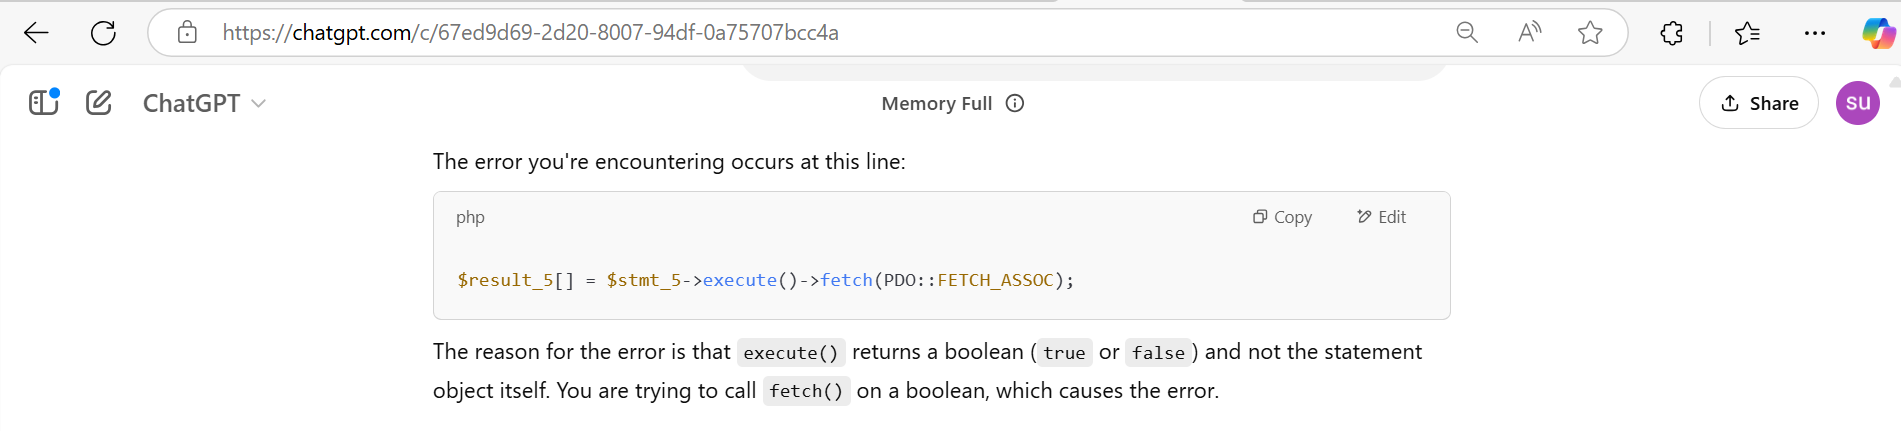 https://chatgpt.com/c/67ed9d69-2d20-8007-94df-0a75707bcc4a
ChatGPT
Memory Full
Share
SU
The error you're encountering occurs at this line:
php
Copy
Edit
$result_5[] = $stmt_5->execute()->fetch(PDO::FETCH_ASSOC);
The reason for the error is that execute() returns a boolean (true or false) and not the statement
object itself. You are trying to call fetch() on a boolean, which causes the error.